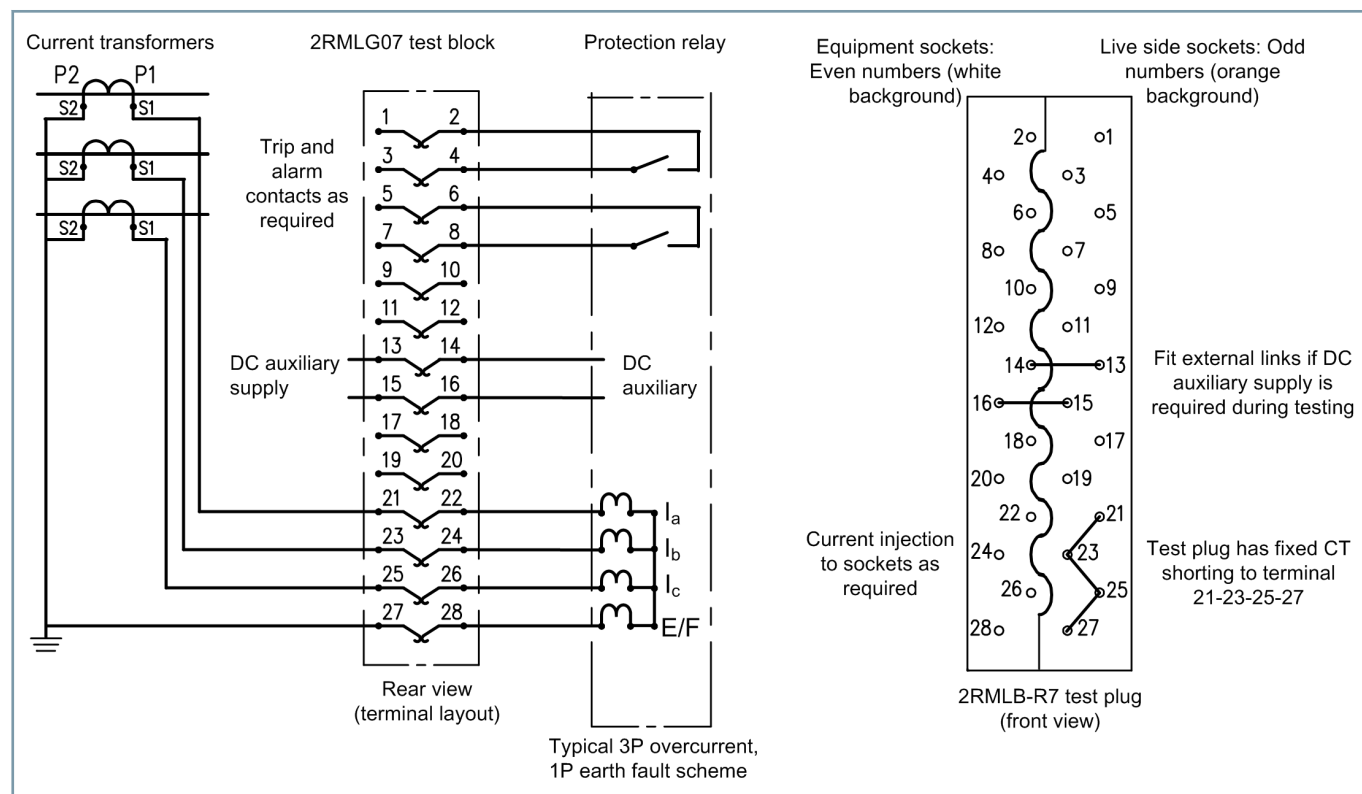 Current transformers
2RMLG07 test block
Protection relay
P2 P1
S2 S1
S2 S1
S2 S1
Trip and
alarm
contacts as
required
1 2
3 4
5 6
7 8
9 10
11 12
DC auxiliary
supply
13 14
15 16
DC
auxiliary
17 18
19 20
21 22
Ia
23 24
Ib
25 26
Ic
27 28
E/F
Rear view
(terminal layout)
Typical 3P overcurrent,
1P earth fault scheme
Equipment sockets:
Even numbers (white
background)
Live side sockets: Odd
numbers (orange
background)
2 1
4 3
6 5
8 7
10 9
12 11
14 13
16 15
18 17
20 19
22 21
24 23
26 25
28 27
Fit external links if DC
auxiliary supply is
required during testing
Current injection
to sockets as
required
Test plug has fixed CT
shorting to terminal
21-23-25-27
2RMLB-R7 test plug
(front view)